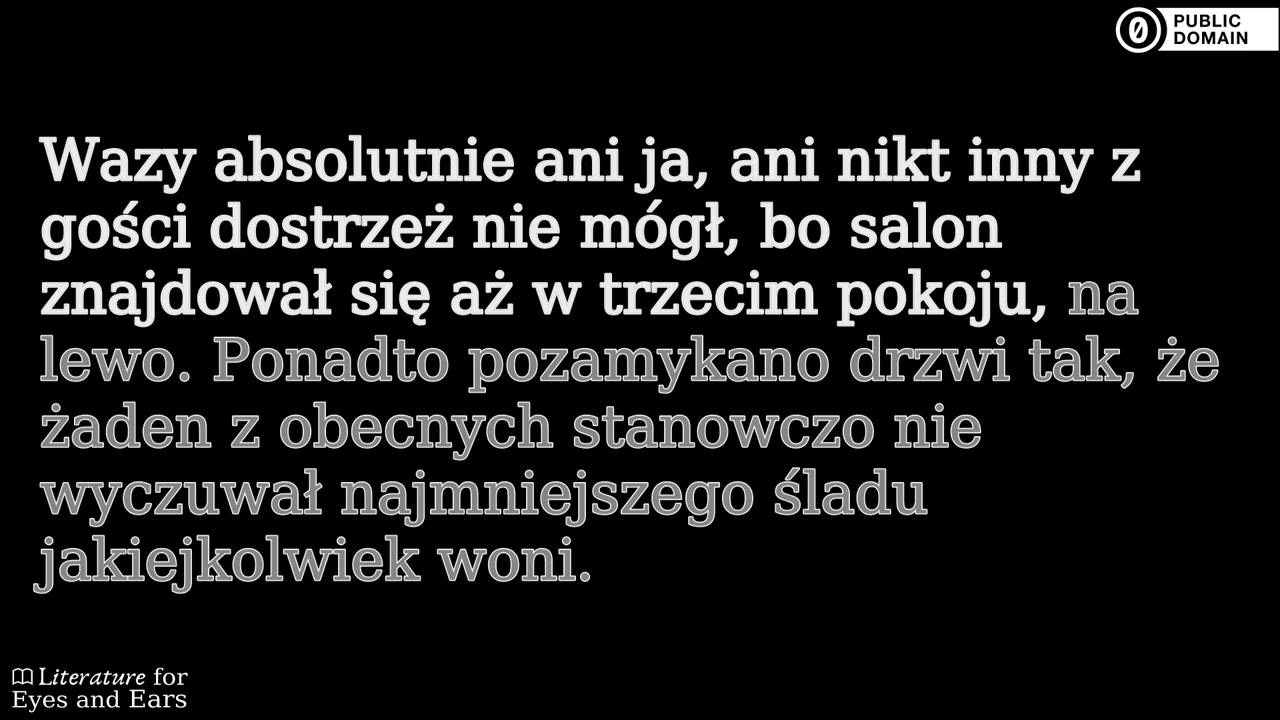 PUBLIC
DOMAIN
Wazy absolutnie ani ja, ani nikt inny z
gości dostrzeż nie mógł, bo salon
znajdował się aż w trzecim pokoju, na
lewo. Ponadto pozamykano drzwi tak, że
żaden z obecnych stanowczo nie
wyczuwał najmniejszego śladu
jakiejkolwiek woni.
Literature for
Eyes and Ears